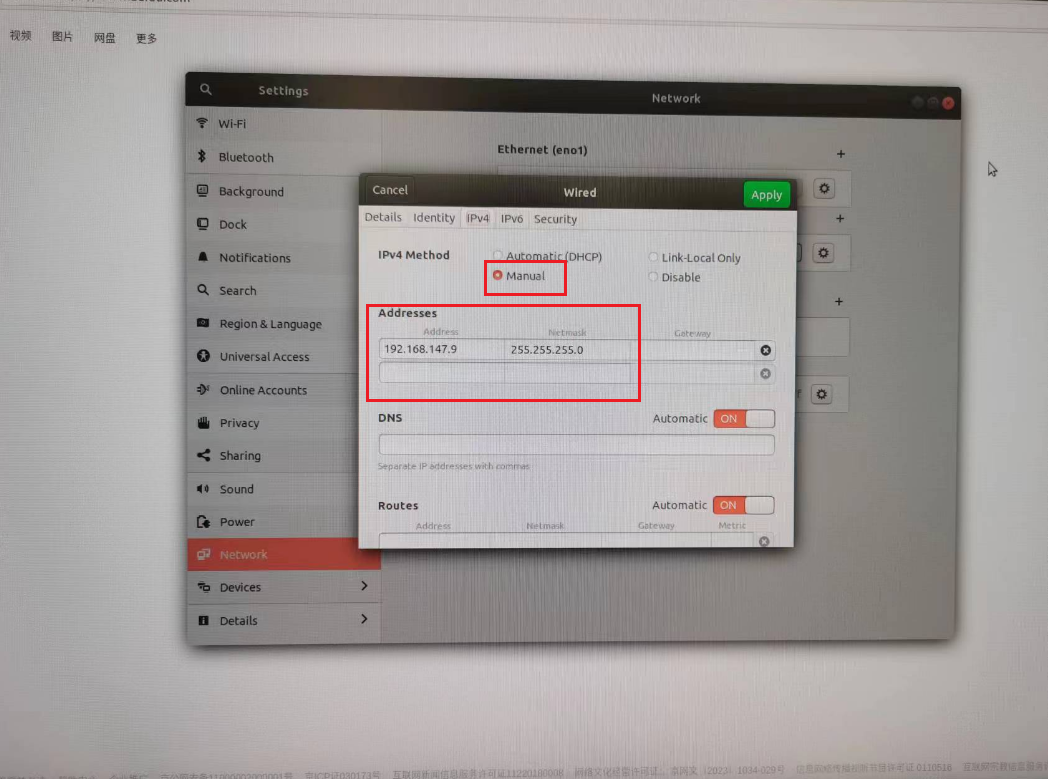 视频 图片 网盘 更多
Settings
Network
Wi-Fi
Bluetooth
Background
Dock
Notifications
Search
Region & Language
Universal Access
Online Accounts
Privacy
Sharing
Sound
Power
Network
Devices
Details
Ethernet (eno1)
Cancel Wired Apply
Details Identity IPv4 IPv6 Security
IPv4 Method
Automatic (DHCP) Link-Local Only
Manual Disable
Addresses
Address Netmask Gateway
192.168.147.9 255.255.255.0
DNS Automatic ON
Separate IP addresses with commas
Routes Automatic ON
Address Netmask Gateway Metric